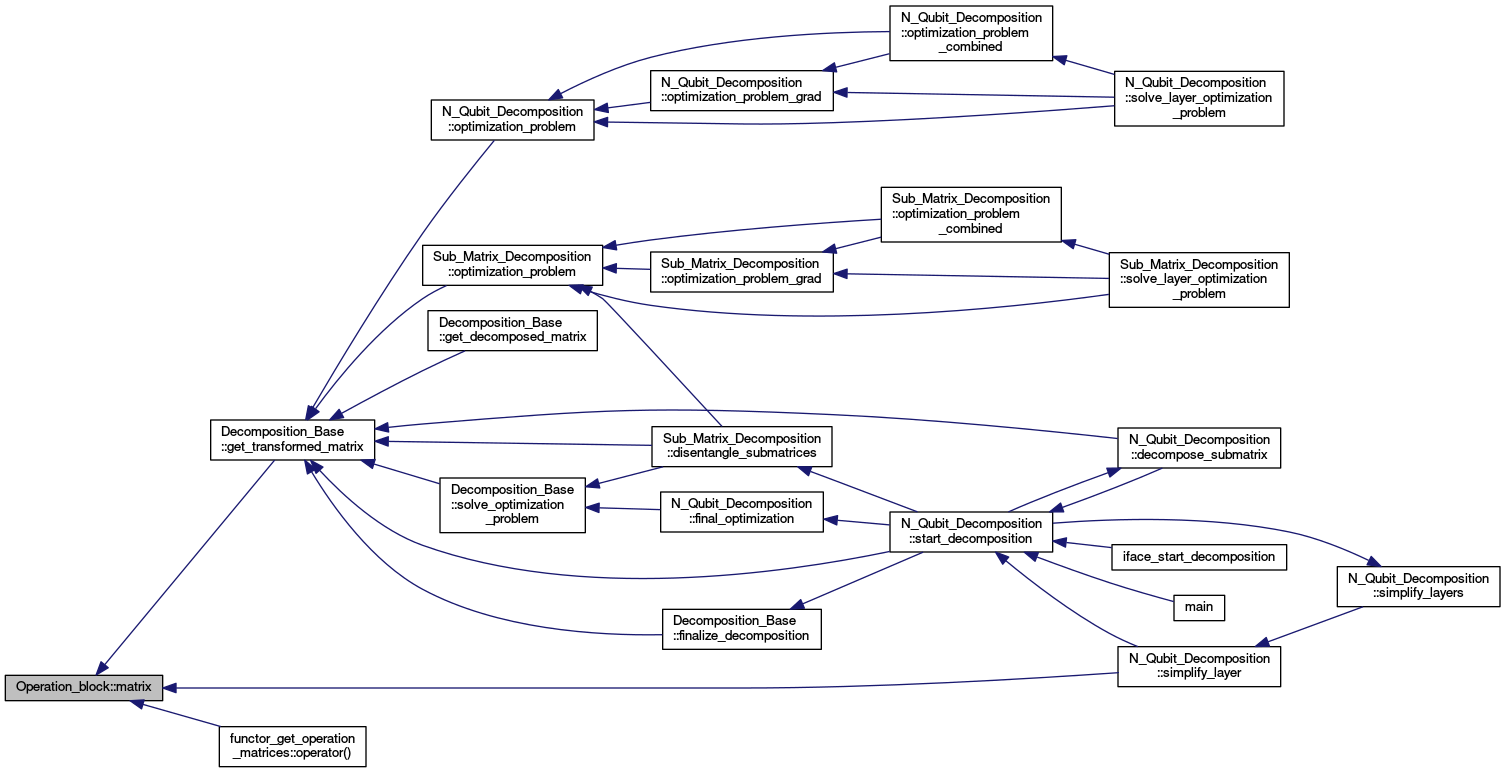 N_Qubit_Decomposition
::optimization_problem
_combined
N_Qubit_Decomposition
::optimization_problem_grad
N_Qubit_Decomposition
::solve_layer_optimization
_problem
N_Qubit_Decomposition
::optimization_problem
Sub_Matrix_Decomposition
::optimization_problem
_combined
Sub_Matrix_Decomposition
::optimization_problem
Sub_Matrix_Decomposition
::optimization_problem_grad
Sub_Matrix_Decomposition
::solve_layer_optimization
_problem
Decomposition_Base
::get_decomposed_matrix
Decomposition_Base
::get_transformed_matrix
Sub_Matrix_Decomposition
::disentangle_submatrices
N_Qubit_Decomposition
::decompose_submatrix
Decomposition_Base
::solve_optimization
_problem
N_Qubit_Decomposition
::final_optimization
N_Qubit_Decomposition
::start_decomposition
iface_start_decomposition
N_Qubit_Decomposition
::simplify_layers
main
Decomposition_Base
::finalize_decomposition
N_Qubit_Decomposition
::simplify_layer
Operation_block::matrix
functor_get_operation
_matrices::operator()